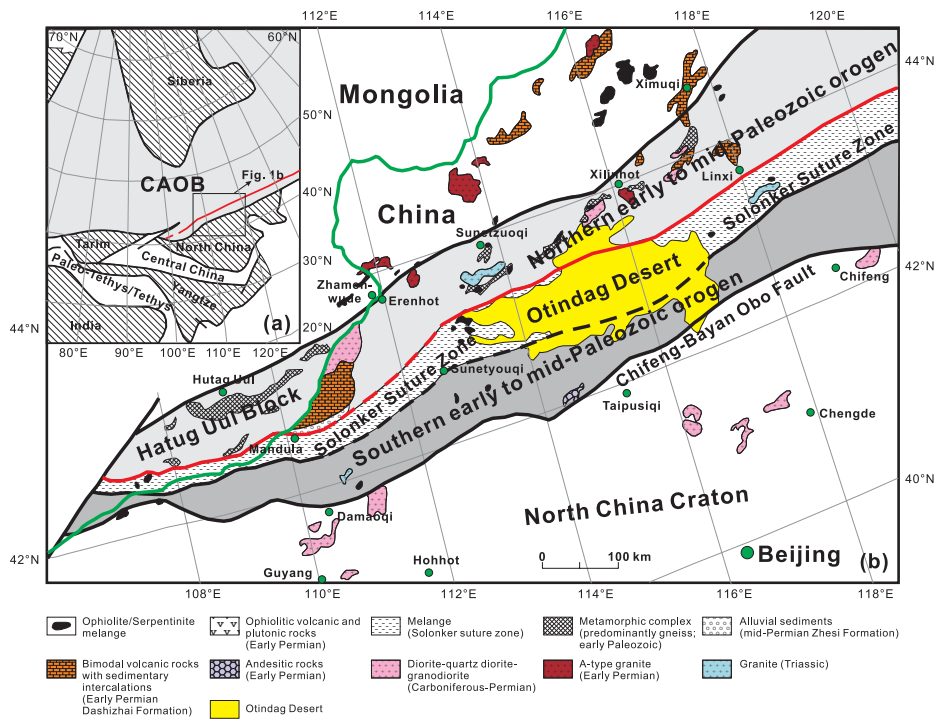 112°E
114°E
116°E
118°E
120°E
70°N
60°N
Siberia
50°N
CAOB
Fig. 1b
40°N
Tarim
North China
Central China
30°N
Paleo-Tethys/Tethys
Yangtze
India
(a)
20°N
80°E
90°E
100°E
110°E
120°E
Mongolia
China
Ximuqi
44°N
Northern early to mid-Paleozoic orogen
Xilinhot
Linxi
Solonker Suture Zone
Sunetzuoqi
Zhamen-
wude
Erenhot
Otindag Desert
Chifeng
42°N
44°N
Chifeng-Bayan Obo Fault
Sunetyouqi
Southern early to mid-Paleozoic orogen
Solonker Suture Zone
Hutag Uul
Hatug Uul Block
Mandula
Taipusiqi
Chengde
North China Craton
40°N
Damaoqi
42°N
Guyang
Hohhot
0
100 km
Beijing
(b)
108°E
110°E
112°E
114°E
116°E
118°E
Ophiolite/Serpentinite
melange
Ophiolitic volcanic and
plutonic rocks
(Early Permian)
Melange
(Solonker suture zone)
Metamorphic complex
(predominantly gneiss;
early Paleozoic)
Alluvial sediments
(mid-Permian Zhesi Formation)
Bimodal volcanic rocks
with sedimentary
intercalations
(Early Permian
Dashizhai Formation)
Andesitic rocks
(Early Permian)
Diorite-quartz diorite-
granodiorite
(Carboniferous-Permian)
A-type granite
(Early Permian)
Granite (Triassic)
Otindag Desert